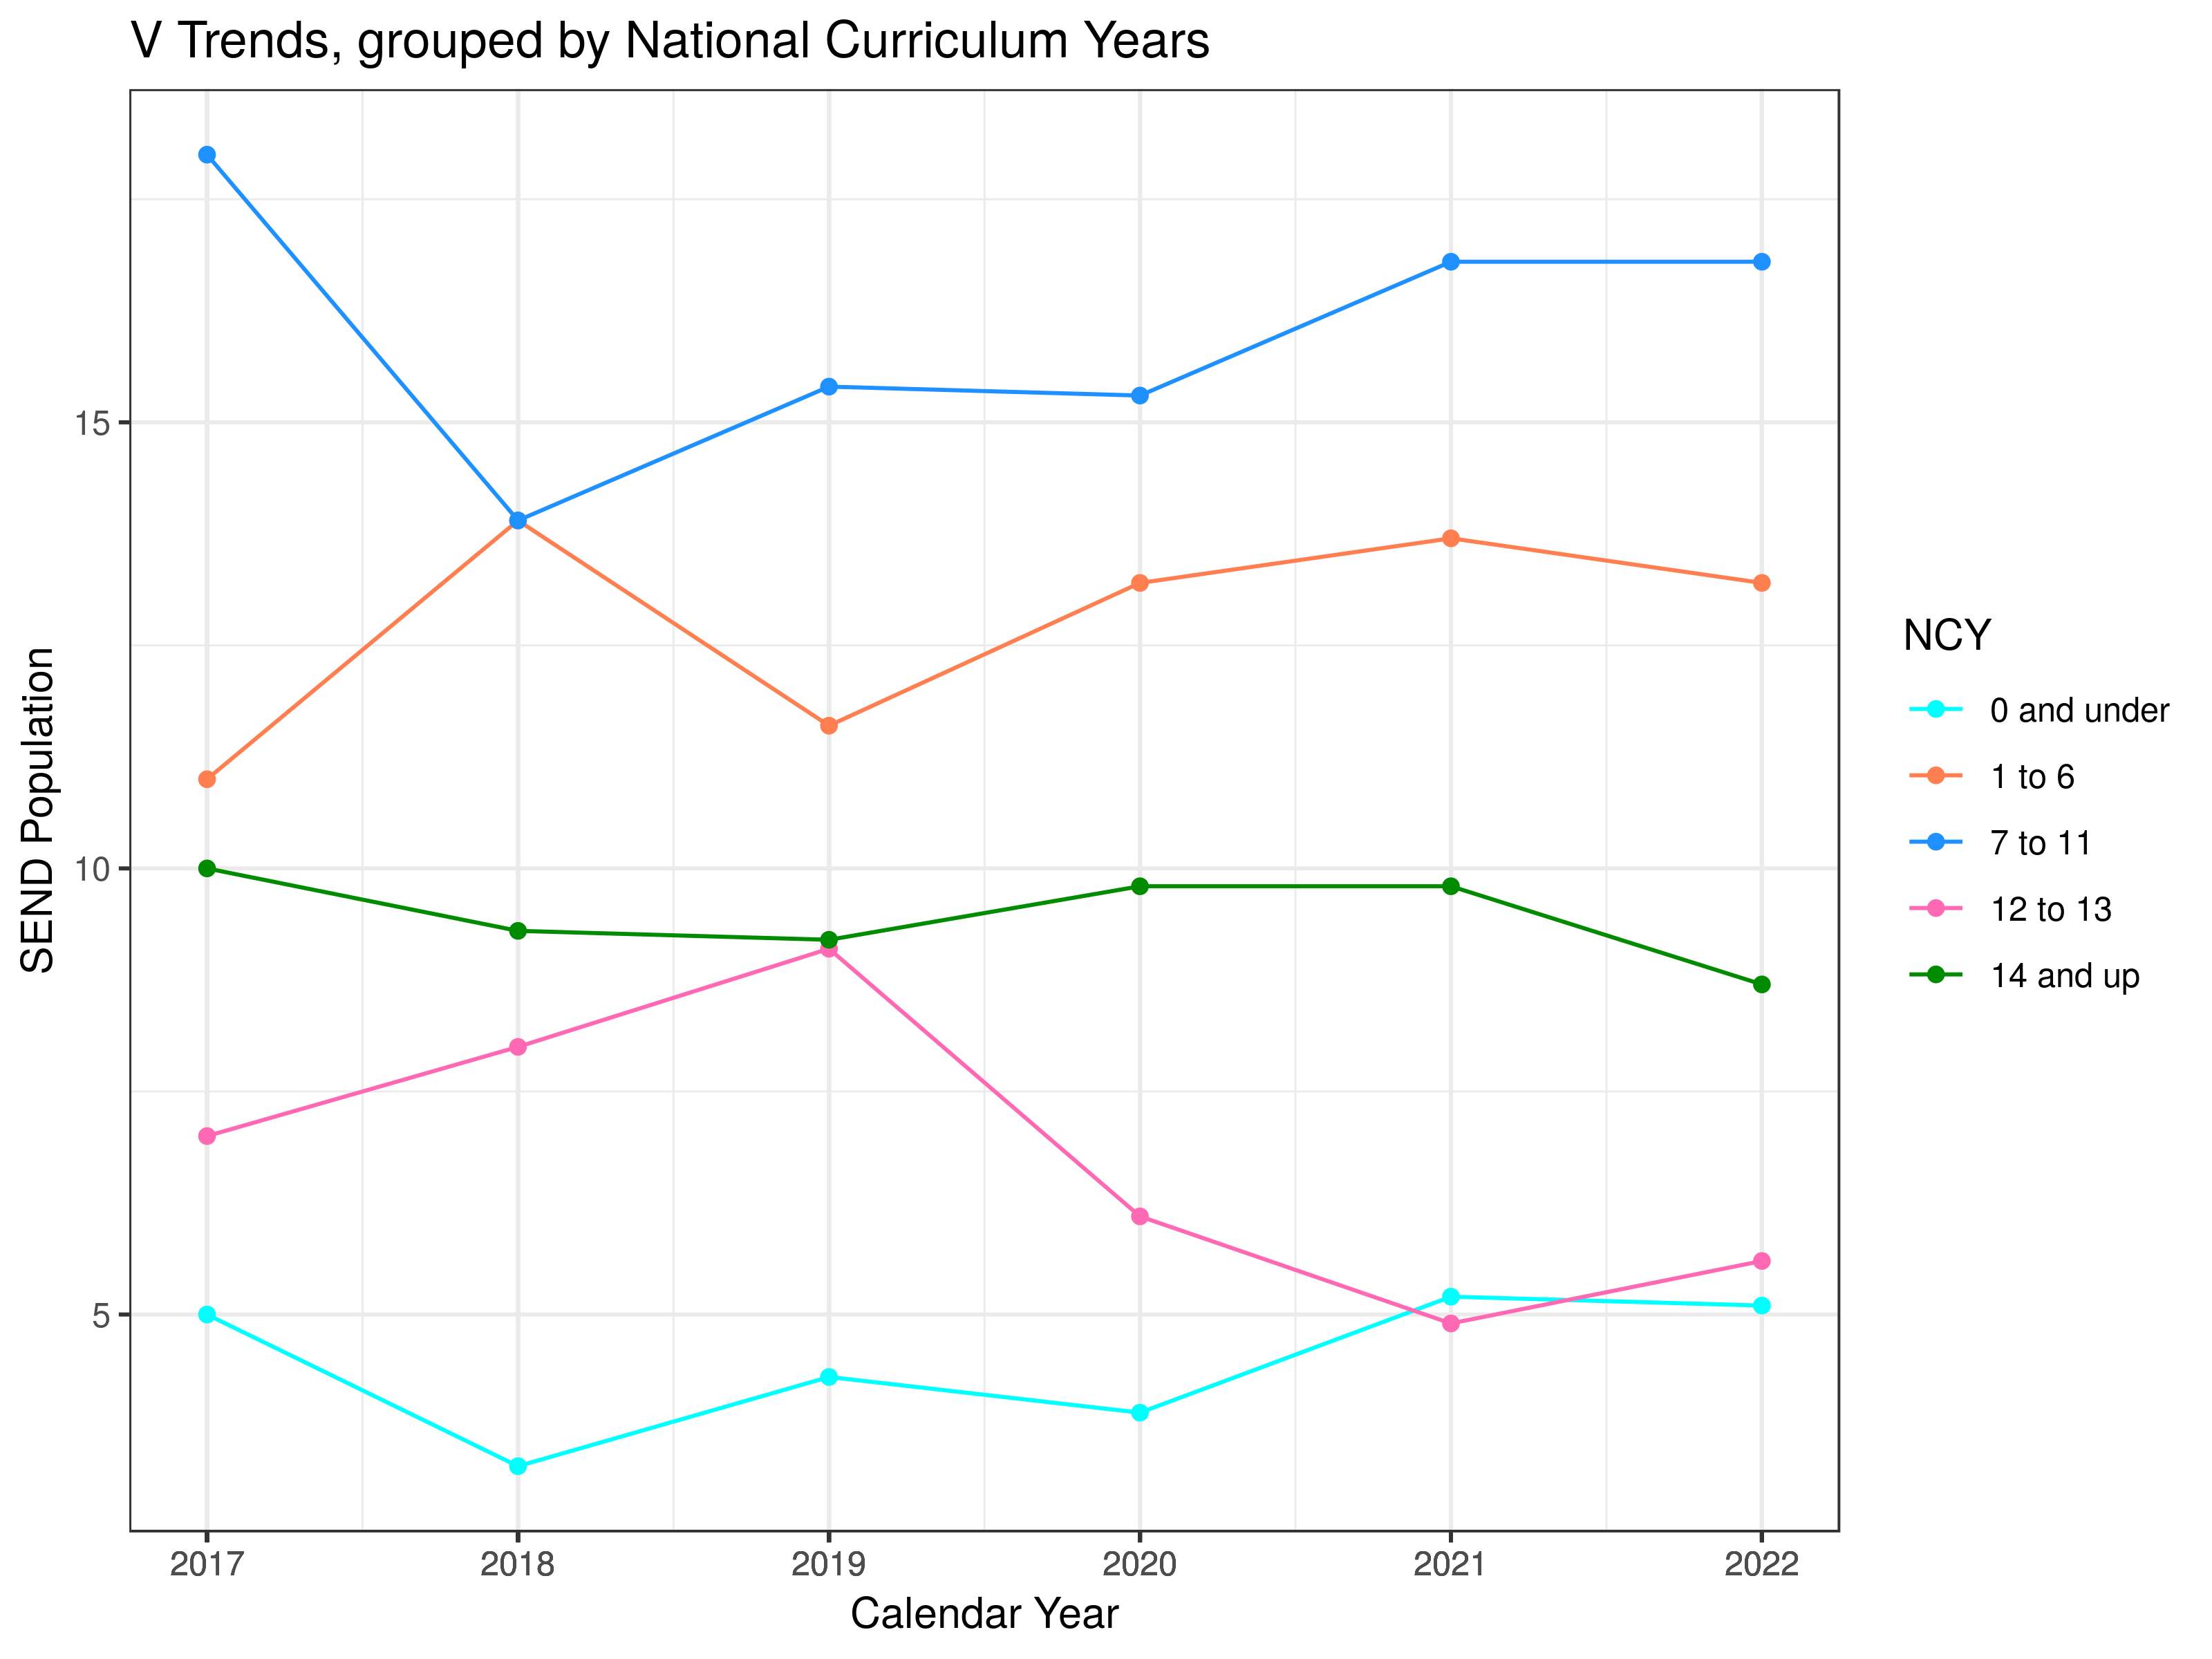 V Trends, grouped by National Curriculum Years
SEND Population
15
10
5
2017 2018 2019 2020 2021 2022
Calendar Year
NCY
0 and under
1 to 6
7 to 11
12 to 13
14 and up